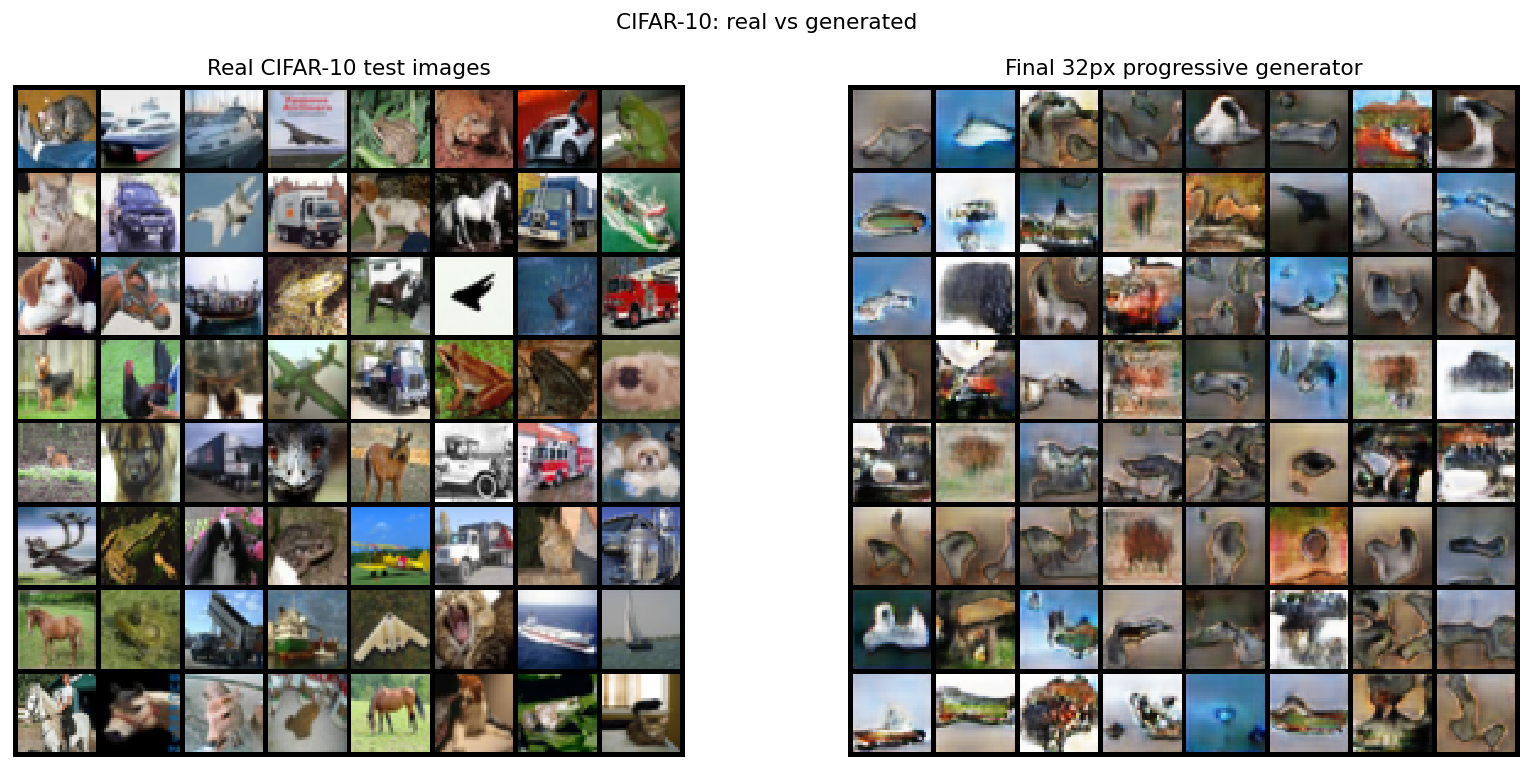 CIFAR-10: real vs generated
Real CIFAR-10 test images
Final 32px progressive generator